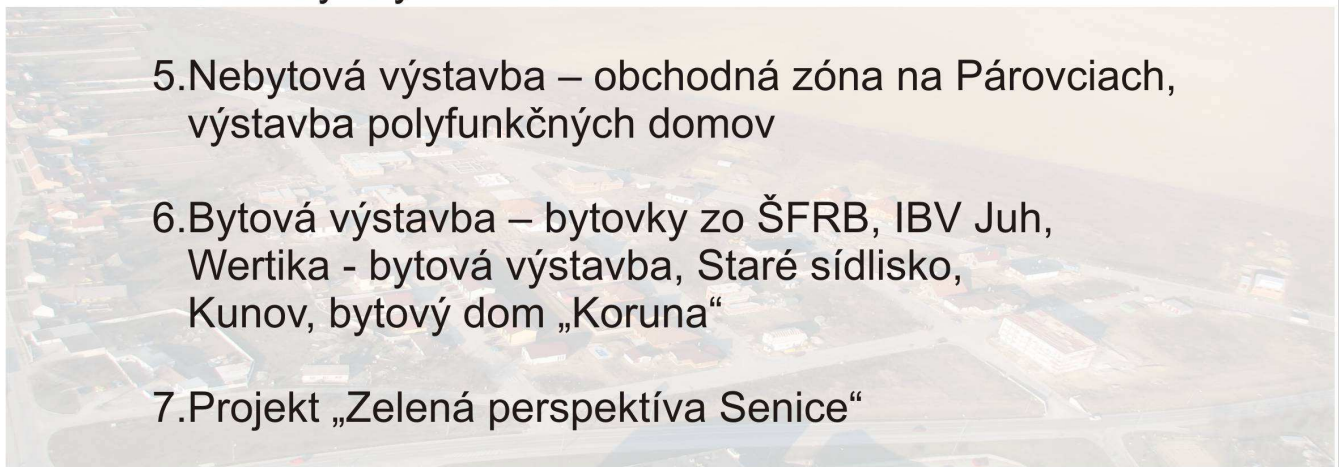 5.Nebytová výstavba – obchodná zóna na Párovciach,
výstavba polyfunkčných domov
6.Bytová výstavba – bytovky zo ŠFRB, IBV Juh,
Wertika - bytová výstavba, Staré sídlisko,
Kunov, bytový dom „Koruna“
7.Projekt „Zelená perspektíva Senice“